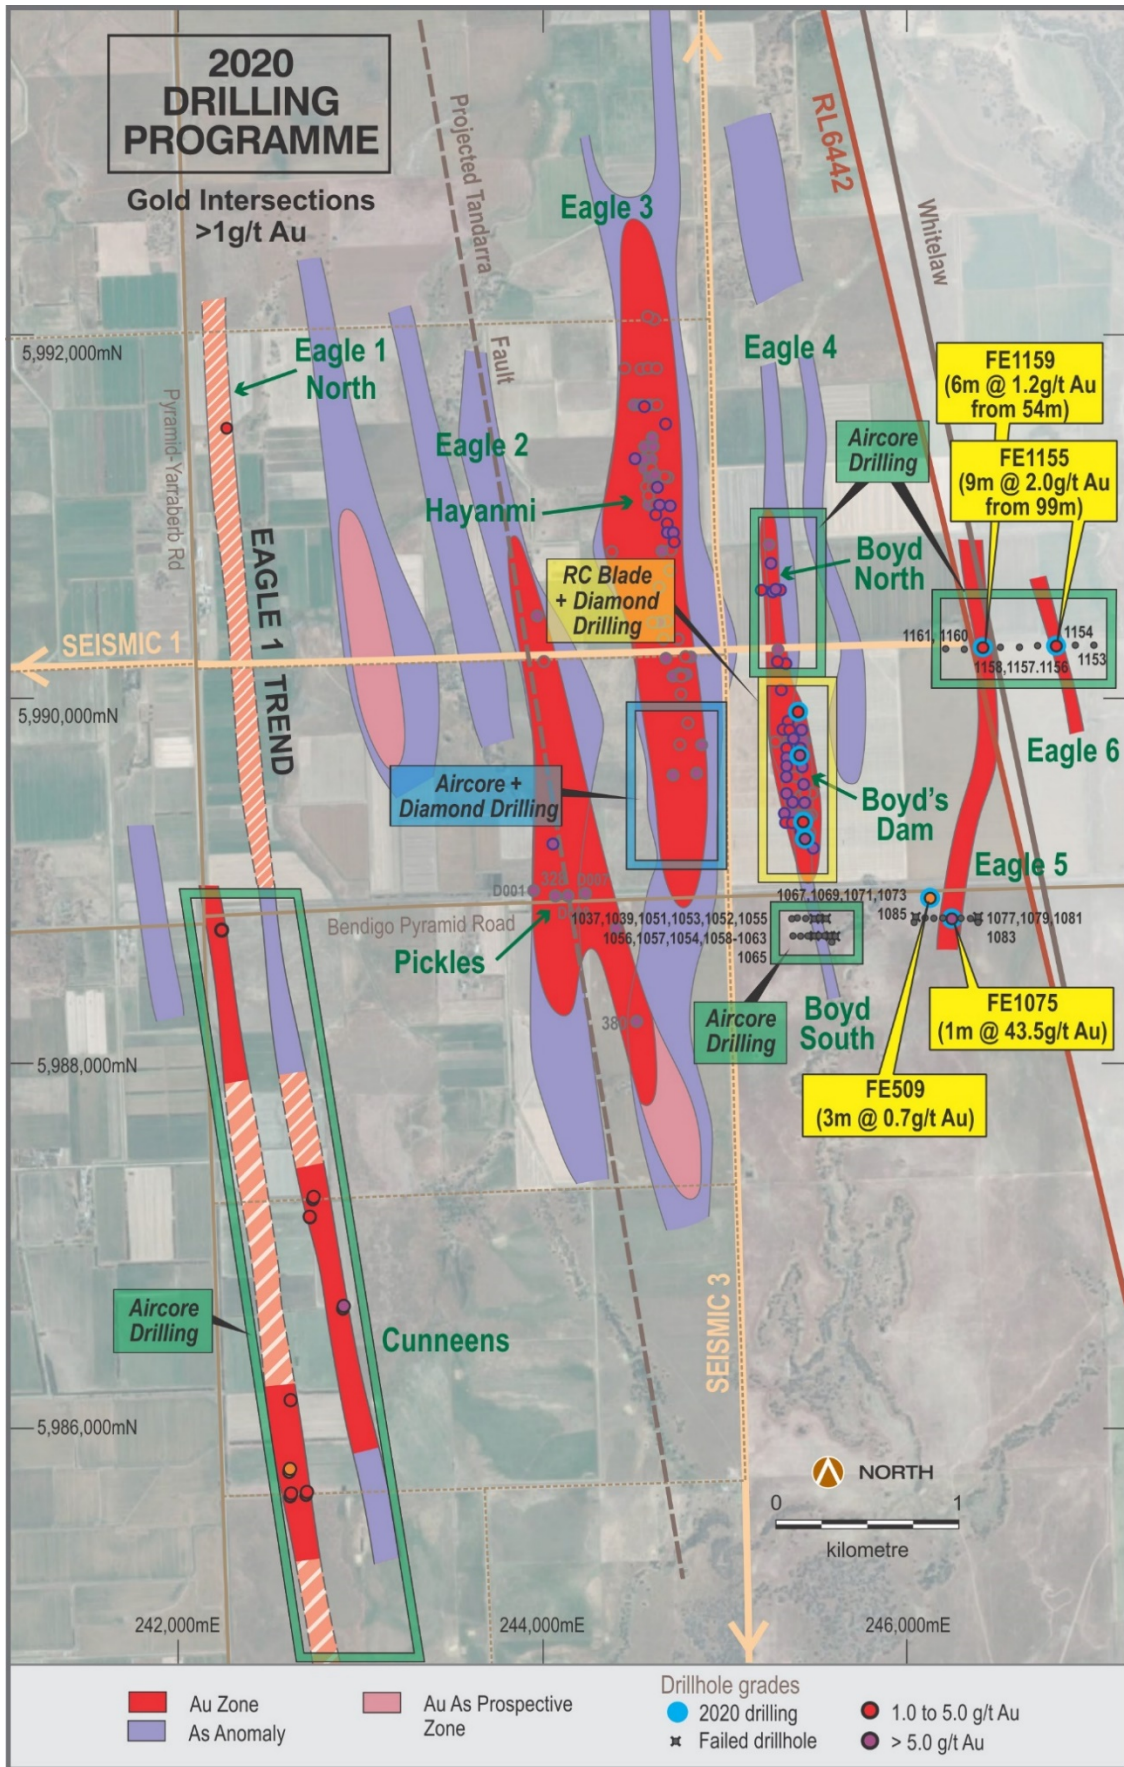 2020
DRILLING
PROGRAMME
Gold Intersections
>1g/t Au
Projected Tandarra
Fault
RL6442
Whitelaw
Eagle 3
5,992,000mN
Pyramid-Yarraberb Rd
Eagle 1
North
Eagle 2
Hayanmi
Eagle 4
FE1159
(6m @ 1.2g/t Au
from 54m)
Aircore
Drilling
FE1155
(9m @ 2.0g/t Au
from 99m)
EAGLE 1 TREND
RC Blade
+ Diamond
Drilling
Boyd
North
SEISMIC 1
1161, 1160
1154
1158,1157.1156
1153
5,990,000mN
Eagle 6
Aircore +
Diamond Drilling
Boyd's
Dam
Eagle 5
D001
328
D007
1067,1069,1071,1073
1037,1039,1051,1053,1052,1055
1085
1077,1079,1081
Bendigo Pyramid Road
1056,1057,1054,1058-1063
1083
1065
Pickles
380
Aircore
Drilling
Boyd
South
FE1075
(1m @ 43.5g/t Au)
5,988,000mN
FE509
(3m @ 0.7g/t Au)
Aircore
Drilling
Cunneens
SEISMIC 3
5,986,000mN
NORTH
0 1
kilometre
242,000mE
244,000mE
246,000mE
Au Zone
As Anomaly
Au As Prospective
Zone
Drillhole grades
2020 drilling
Failed drillhole
1.0 to 5.0 g/t Au
> 5.0 g/t Au